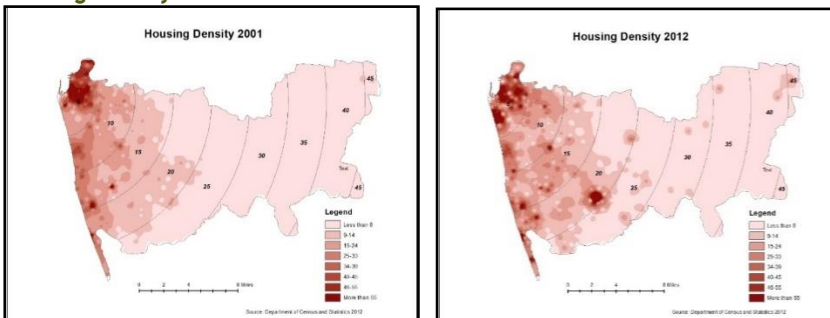 Housing Density 2001
45
40
10
35
15
30
20
25
Text
45
Legend
Less than 8
9-14
15-24
25-33
34-39
40-45
46-55
More than 55
0 2 4 8 Miles
Source: Department of Census and Statistics 2012
Housing Density 2012
45
40
10
35
15
30
20
25
Text
45
Legend
Less than 8
9-14
15-24
25-33
34-39
40-45
46-55
More than 55
0 2 4 8 Miles
Source: Department of Census and Statistics 2012